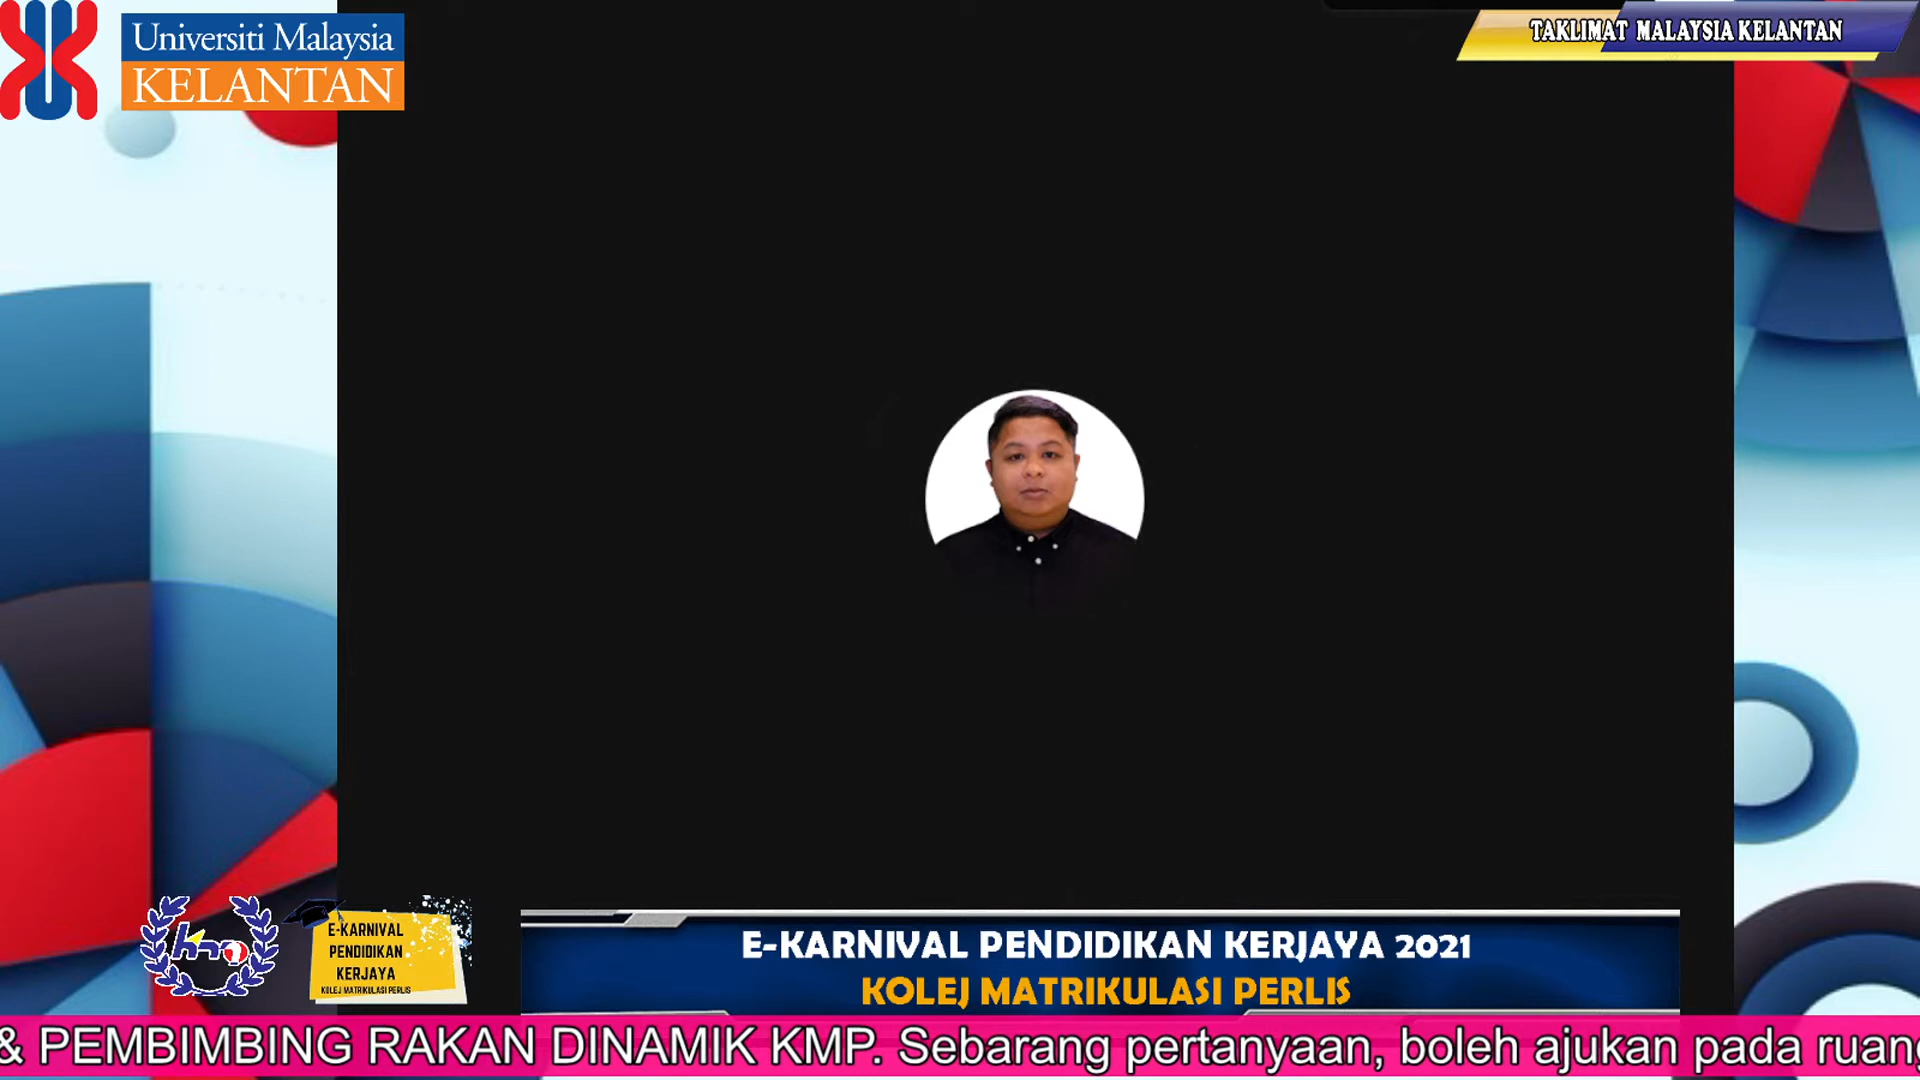 Universiti Malaysia
KELANTAN
TAKLIMAT MALAYSIA KELANTAN
E-KARNIVAL
PENDIDIKAN
KERJAYA
KOLEJ MATRIKULASI PERLIS
E-KARNIVAL PENDIDIKAN KERJAYA 2021
KOLEJ MATRIKULASI PERLIS
& PEMBIMBING RAKAN DINAMIK KMP. Sebarang pertanyaan, boleh ajukan pada ruang